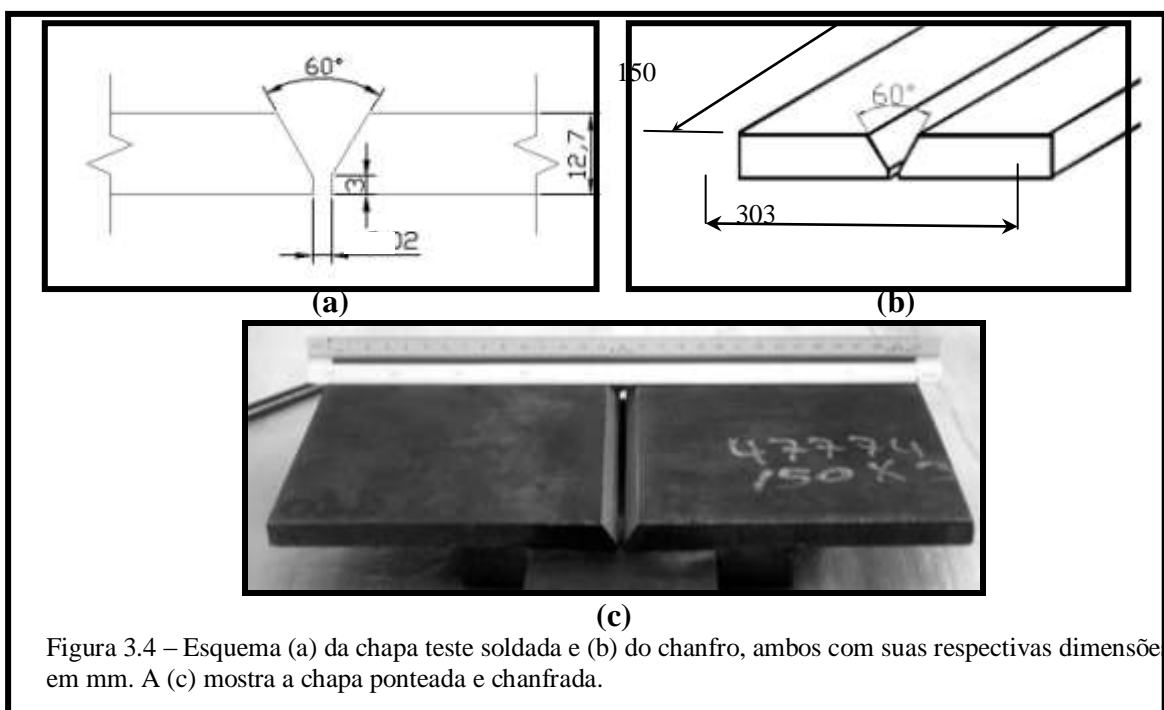 60°
12,7
3
02
(a)
150
60°
303
(b)
47774
150 X
(c)
Figura 3.4 – Esquema (a) da chapa teste soldada e (b) do chanfro, ambos com suas respectivas dimensõe
em mm. A (c) mostra a chapa ponteada e chanfrada.